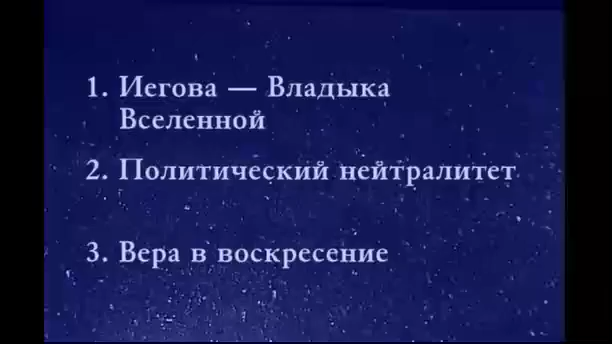 1. Иегова — Владыка
Вселенной
2. Политический нейтралитет
3. Вера в воскресение